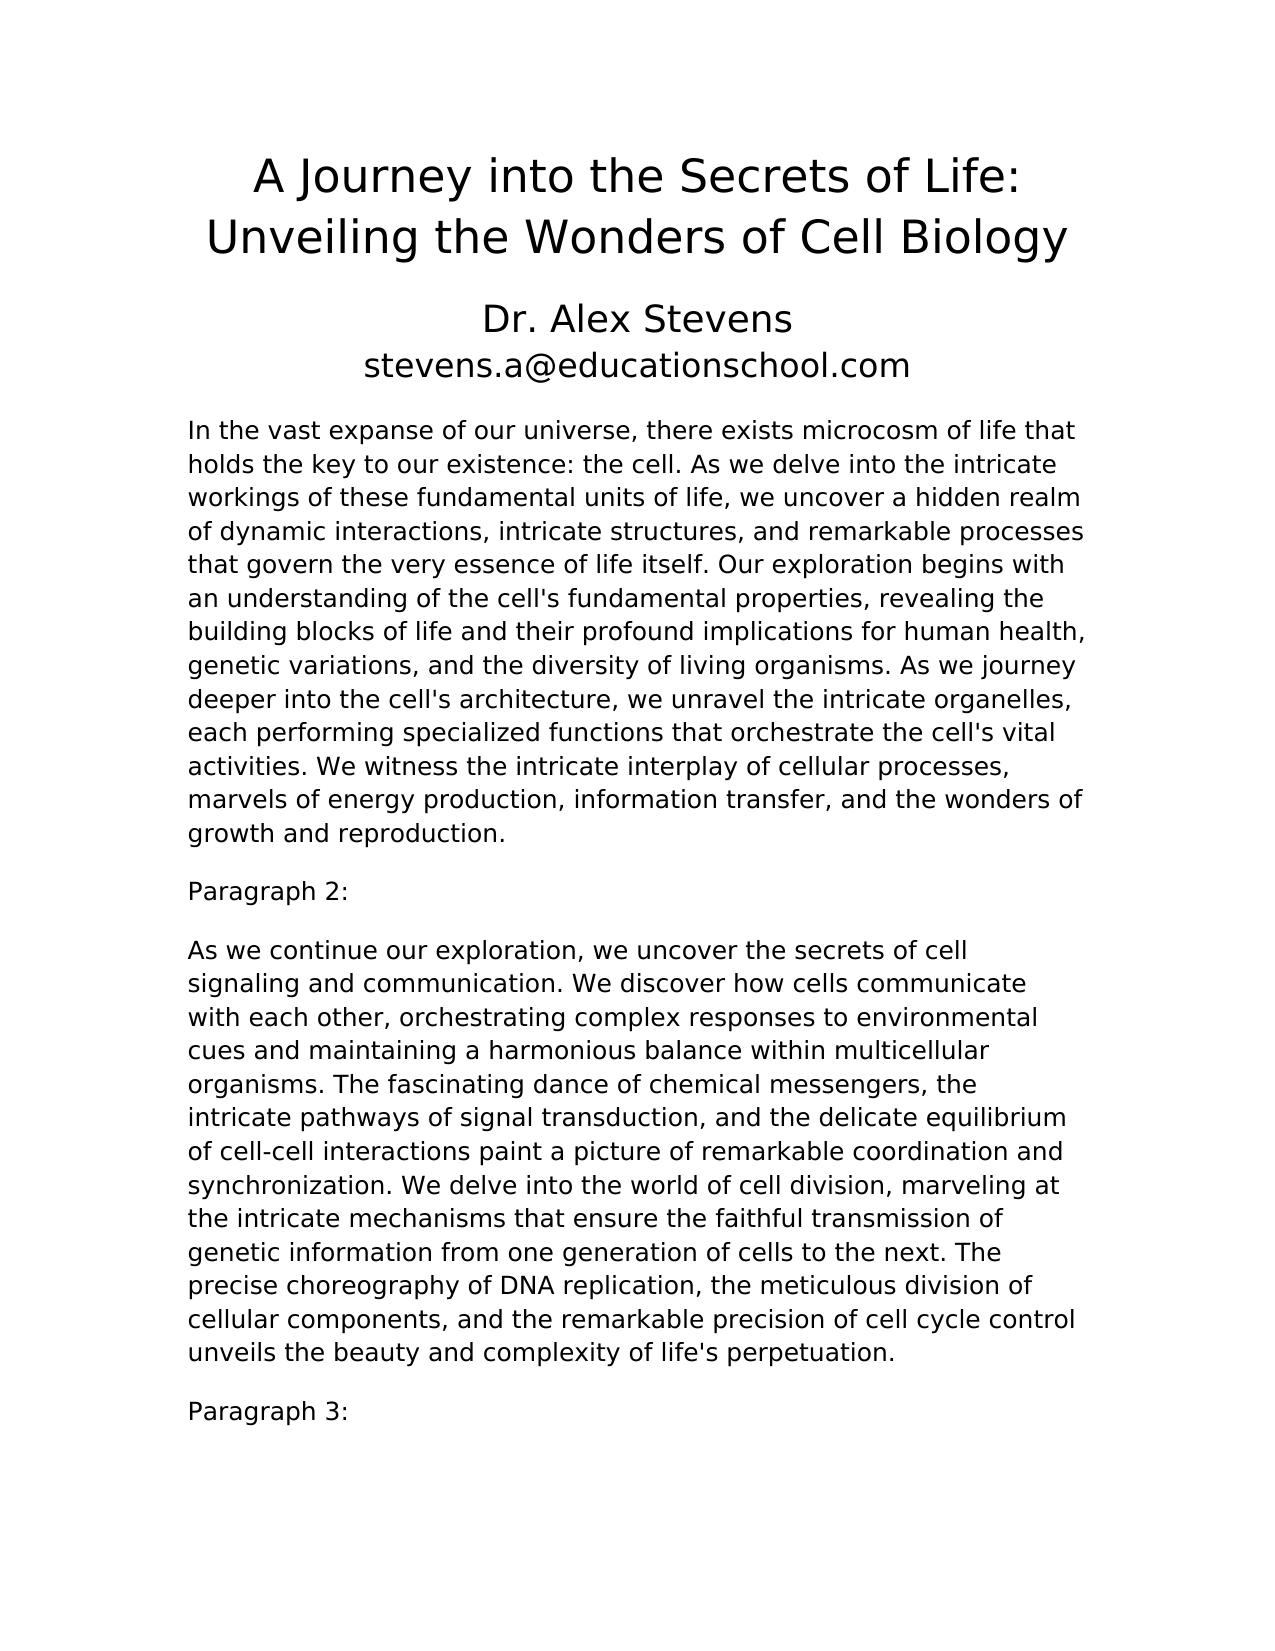 A Journey into the Secrets of Life:
Unveiling the Wonders of Cell Biology
Dr. Alex Stevens
stevens.a@educationschool.com
In the vast expanse of our universe, there exists microcosm of life that
holds the key to our existence: the cell. As we delve into the intricate
workings of these fundamental units of life, we uncover a hidden realm
of dynamic interactions, intricate structures, and remarkable processes
that govern the very essence of life itself. Our exploration begins with
an understanding of the cell's fundamental properties, revealing the
building blocks of life and their profound implications for human health,
genetic variations, and the diversity of living organisms. As we journey
deeper into the cell's architecture, we unravel the intricate organelles,
each performing specialized functions that orchestrate the cell's vital
activities. We witness the intricate interplay of cellular processes,
marvels of energy production, information transfer, and the wonders of
growth and reproduction.
Paragraph 2:
As we continue our exploration, we uncover the secrets of cell
signaling and communication. We discover how cells communicate
with each other, orchestrating complex responses to environmental
cues and maintaining a harmonious balance within multicellular
organisms. The fascinating dance of chemical messengers, the
intricate pathways of signal transduction, and the delicate equilibrium
of cell-cell interactions paint a picture of remarkable coordination and
synchronization. We delve into the world of cell division, marveling at
the intricate mechanisms that ensure the faithful transmission of
genetic information from one generation of cells to the next. The
precise choreography of DNA replication, the meticulous division of
cellular components, and the remarkable precision of cell cycle control
unveils the beauty and complexity of life's perpetuation.
Paragraph 3: